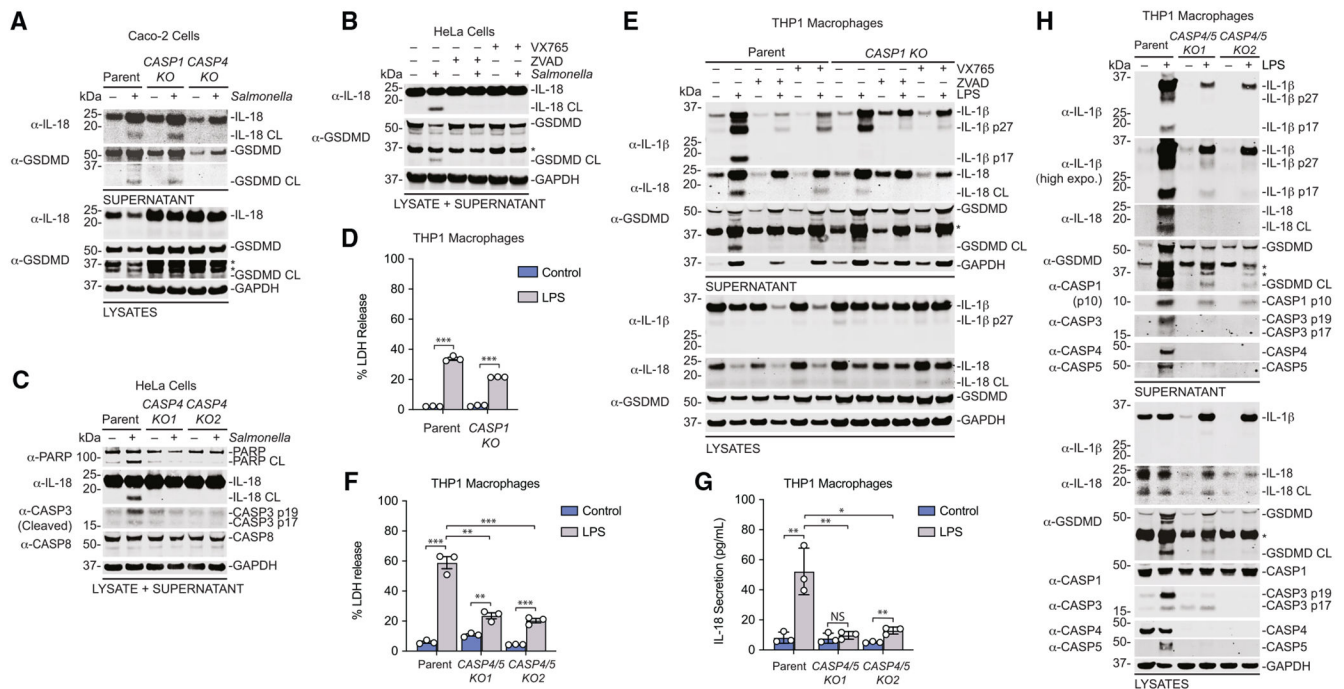 A
Caco-2 Cells
CASP1 CASP4
Parent KO KO
kDa – + – + – + Salmonella
α-IL-18
25-
20-
-IL-18
-IL-18 CL
α-GSDMD
50-
37-
-GSDMD
-GSDMD CL
SUPERNATANT
α-IL-18
25-
-IL-18
α-GSDMD
50-
37-
-GSDMD
*
*
-GSDMD CL
37-
-GAPDH
LYSATES
B
HeLa Cells
– – – – + + VX765
– – + + – – ZVAD
kDa – + – + – + Salmonella
α-IL-18
25-
20-
-IL-18
-IL-18 CL
α-GSDMD
50-
37-
-GSDMD
*
-GSDMD CL
37-
-GAPDH
LYSATE + SUPERNATANT
C
HeLa Cells
CASP4 CASP4
Parent KO1 KO2
kDa – + – + – + Salmonella
α-PARP
100-
-PARP
-PARP CL
α-IL-18
25-
20-
-IL-18
-IL-18 CL
α-CASP3
(Cleaved)
15-
-CASP3 p19
-CASP3 p17
α-CASP8
50-
-CASP8
37-
-GAPDH
LYSATE + SUPERNATANT
D
THP1 Macrophages
Control
LPS
% LDH Release
100
80
60
40
20
0
***
***
Parent CASP1
KO
E
THP1 Macrophages
Parent CASP1 KO
– – – – + + – – – – + + VX765
– – + + – – – – + + – – ZVAD
kDa – + – + – + – + – + – + LPS
α-IL-1β
37-
25-
20-
-IL-1β
-IL-1β p27
-IL-1β p17
α-IL-18
25-
20-
-IL-18
IL-18 CL
α-GSDMD
50-
37-
-GSDMD
*
-GSDMD CL
37-
-GAPDH
SUPERNATANT
α-IL-1β
37-
25-
20-
-IL-1β
-IL-1β p27
α-IL-18
25-
20-
-IL-18
-IL-18 CL
α-GSDMD
50-
-GSDMD
37-
-GAPDH
LYSATES
F
THP1 Macrophages
Control
LPS
% LDH release
100
80
60
40
20
0
***
**
***
**
***
Parent CASP4/5 CASP4/5
KO1 KO2
G
THP1 Macrophages
Control
LPS
IL-18 Secretion (pg/mL)
100
80
60
40
20
0
*
**
**
NS
**
Parent CASP4/5 CASP4/5
KO1 KO2
H
THP1 Macrophages
CASP4/5 CASP4/5
Parent KO1 KO2
kDa – + – + – + LPS
α-IL-1β
37-
25-
20-
-IL-1β
-IL-1β p27
-IL-1β p17
α-IL-1β
(high expo.)
37-
25-
20-
-IL-1β
-IL-1β p27
-IL-1β p17
α-IL-18
25-
20-
-IL-18
-IL-18 CL
α-GSDMD
50-
37-
-GSDMD
*
*
-GSDMD CL
α-CASP1
(p10)
10-
-CASP1 p10
α-CASP3
20-
15-
-CASP3 p19
-CASP3 p17
α-CASP4
-CASP4
α-CASP5
50-
-CASP5
SUPERNATANT
α-IL-1β
37-
25-
20-
-IL-1β
α-IL-18
25-
20-
-IL-18
-IL-18 CL
α-GSDMD
50-
37-
-GSDMD
*
-GSDMD CL
α-CASP1
50-
-CASP1
α-CASP3
15-
-CASP3 p19
-CASP3 p17
α-CASP4
37-
-CASP4
α-CASP5
50-
-CASP5
37-
-GAPDH
LYSATES